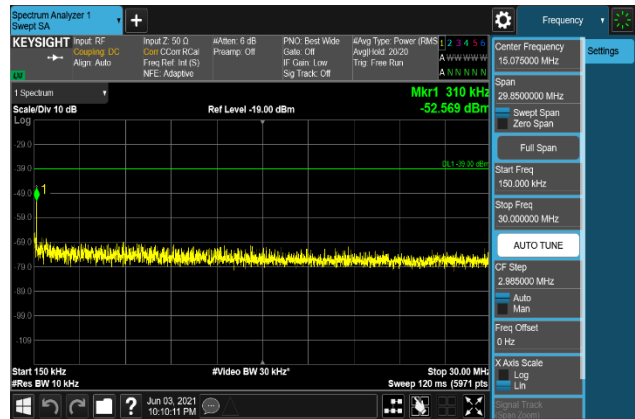 Spectrum Analyzer 1
Swept SA
Frequency
KEYSIGHT
Input: RF
Coupling: DC
Align: Auto
Input Z: 50 Ω
Corr CCorr RCal
Freq Ref: Int (S)
NFE: Adaptive
#Atten: 6 dB
Preamp: Off
PNO: Best Wide
Gate: Off
IF Gain: Low
Sig Track: Off
#Avg Type: Power (RMS
Avg|Hold: 20/20
Trig: Free Run
1 2 3 4 5 6
A W W W W W
A N N N N N
1 Spectrum
Scale/Div 10 dB
Log
Ref Level -19.00 dBm
Mkr1 310 kHz
-52.569 dBm
-29.0
-39.0
DL1 -39.00 dBm
-49.0
1
-59.0
-69.0
-79.0
-89.0
-99.0
-109
Start 150 kHz
#Res BW 10 kHz
#Video BW 30 kHz*
Stop 30.00 MHz
Sweep 120 ms (5971 pts
Jun 03, 2021
10:10:11 PM
Center Frequency
15.075000 MHz
Settings
Span
29.8500000 MHz
Swept Span
Zero Span
Full Span
Start Freq
150.000 kHz
Stop Freq
30.000000 MHz
AUTO TUNE
CF Step
2.985000 MHz
Auto
Man
Freq Offset
0 Hz
X Axis Scale
Log
Lin
Signal Track
(Span Zoom)